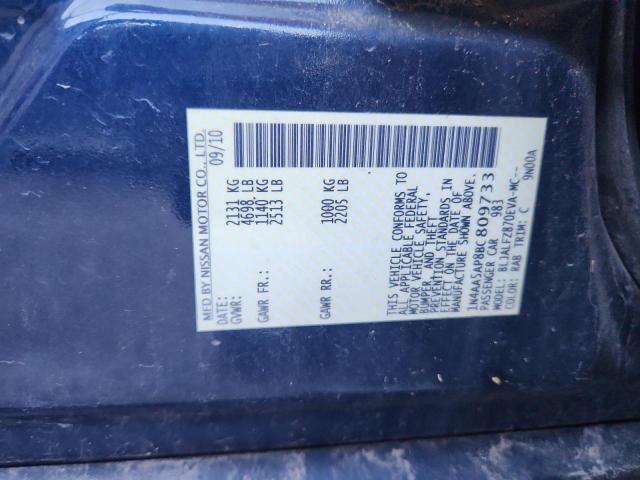 MFD BY NISSAN MOTOR CO., LTD
DATE: 09/10
GVWR: 2131 KG
4698 LB
GAWR FR.: 1140 KG
2513 LB
GAWR RR.: 1000 KG
2205 LB
THIS VEHICLE CONFORMS TO
ALL APPLICABLE FEDERAL
MOTOR VEHICLE SAFETY,
BUMPER, AND THEFT
PREVENTION STANDARDS IN
EFFECT ON THE DATE OF
MANUFACTURE SHOWN ABOVE.
1N4AA5AP8BC809733
PASSENGER CAR 983
MODEL: BLJALFZ870EVA-MC--
COLOR: RAB TRIM: C 9N00A